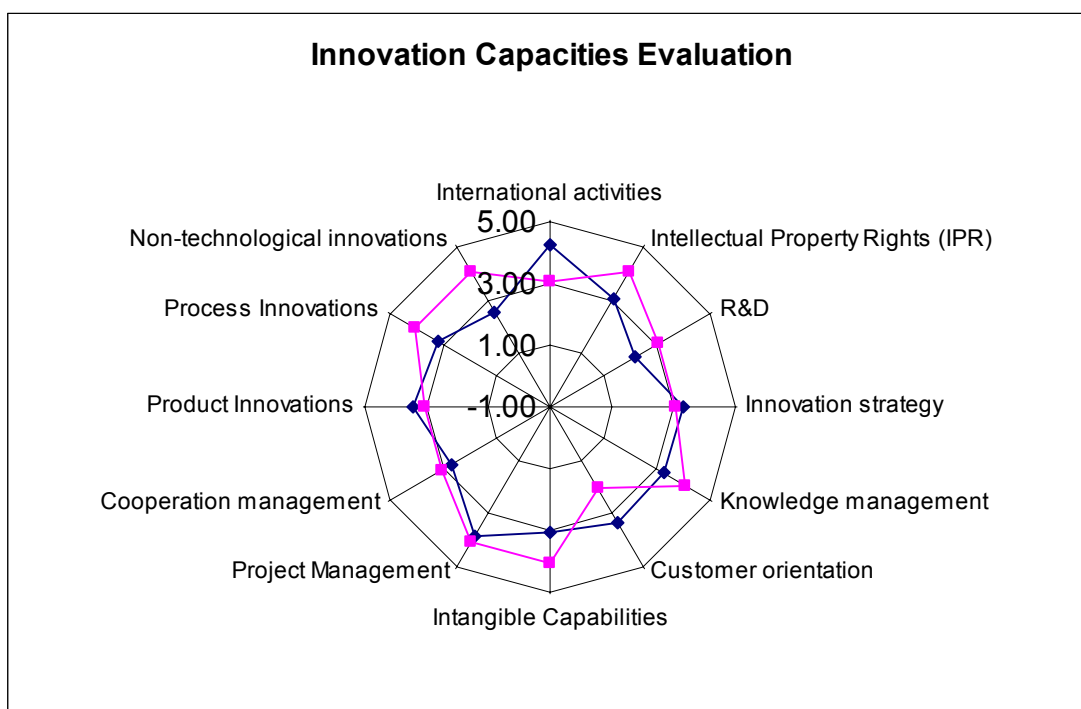 Innovation Capacities Evaluation
International activities
5.00
Non-technological innovations
Intellectual Property Rights (IPR)
3.00
Process Innovations
R&D
1.00
Product Innovations
-1.00
Innovation strategy
Cooperation management
Knowledge management
Project Management
Customer orientation
Intangible Capabilities